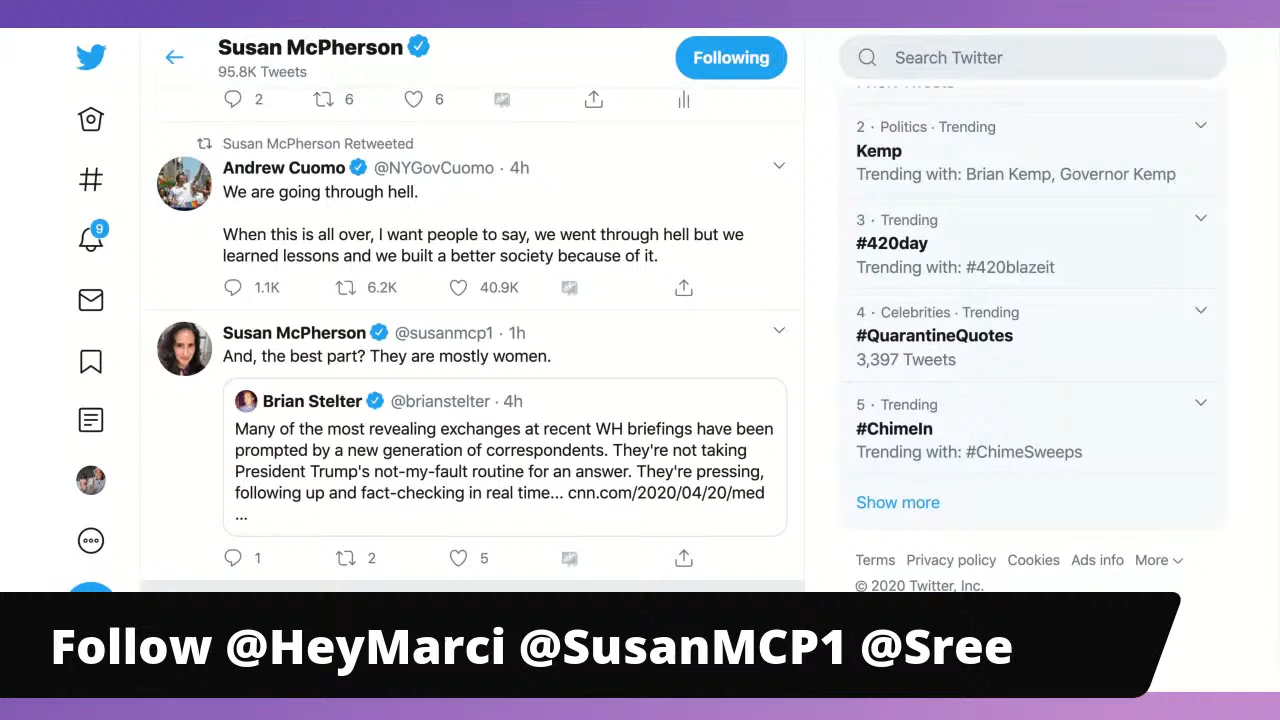 Susan McPherson
95.8K Tweets
Following
Search Twitter
2 6 6
Susan McPherson Retweeted
Andrew Cuomo @NYGovCuomo · 4h
We are going through hell.
When this is all over, I want people to say, we went through hell but we
learned lessons and we built a better society because of it.
1.1K 6.2K 40.9K
Susan McPherson @susanmcp1 · 1h
And, the best part? They are mostly women.
Brian Stelter @brianstelter · 4h
Many of the most revealing exchanges at recent WH briefings have been
prompted by a new generation of correspondents. They're not taking
President Trump's not-my-fault routine for an answer. They're pressing,
following up and fact-checking in real time... cnn.com/2020/04/20/med
...
1 2 5
9
2 · Politics · Trending
Kemp
Trending with: Brian Kemp, Governor Kemp
3 · Trending
#420day
Trending with: #420blazeit
4 · Celebrities · Trending
#QuarantineQuotes
3,397 Tweets
5 · Trending
#ChimeIn
Trending with: #ChimeSweeps
Show more
Terms Privacy policy Cookies Ads info More
© 2020 Twitter, Inc.
Follow @HeyMarci @SusanMCP1 @Sree